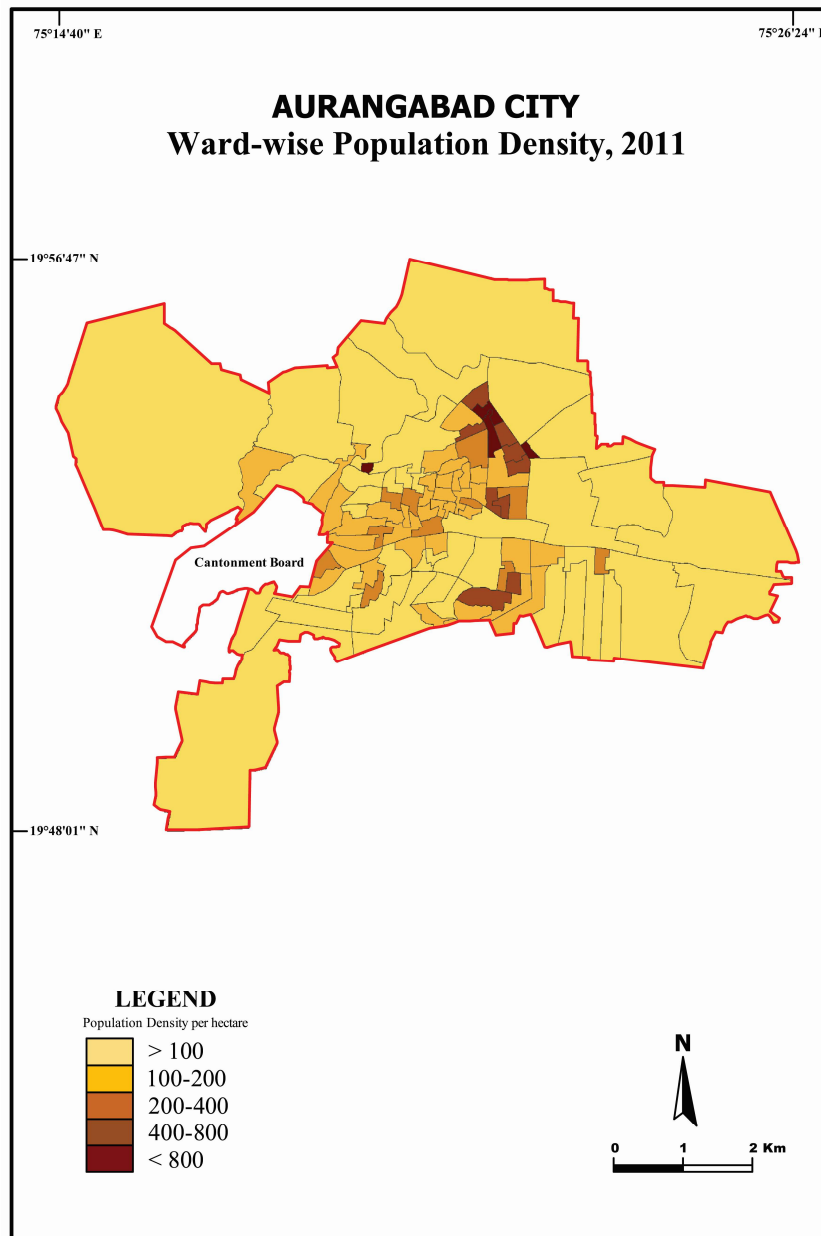 75°14'40" E
75°26'24" E
AURANGABAD CITY
Ward-wise Population Density, 2011
19°56'47" N
Cantonment Board
19°48'01" N
LEGEND
Population Density per hectare
> 100
100-200
200-400
400-800
< 800
N
0 1 2 Km